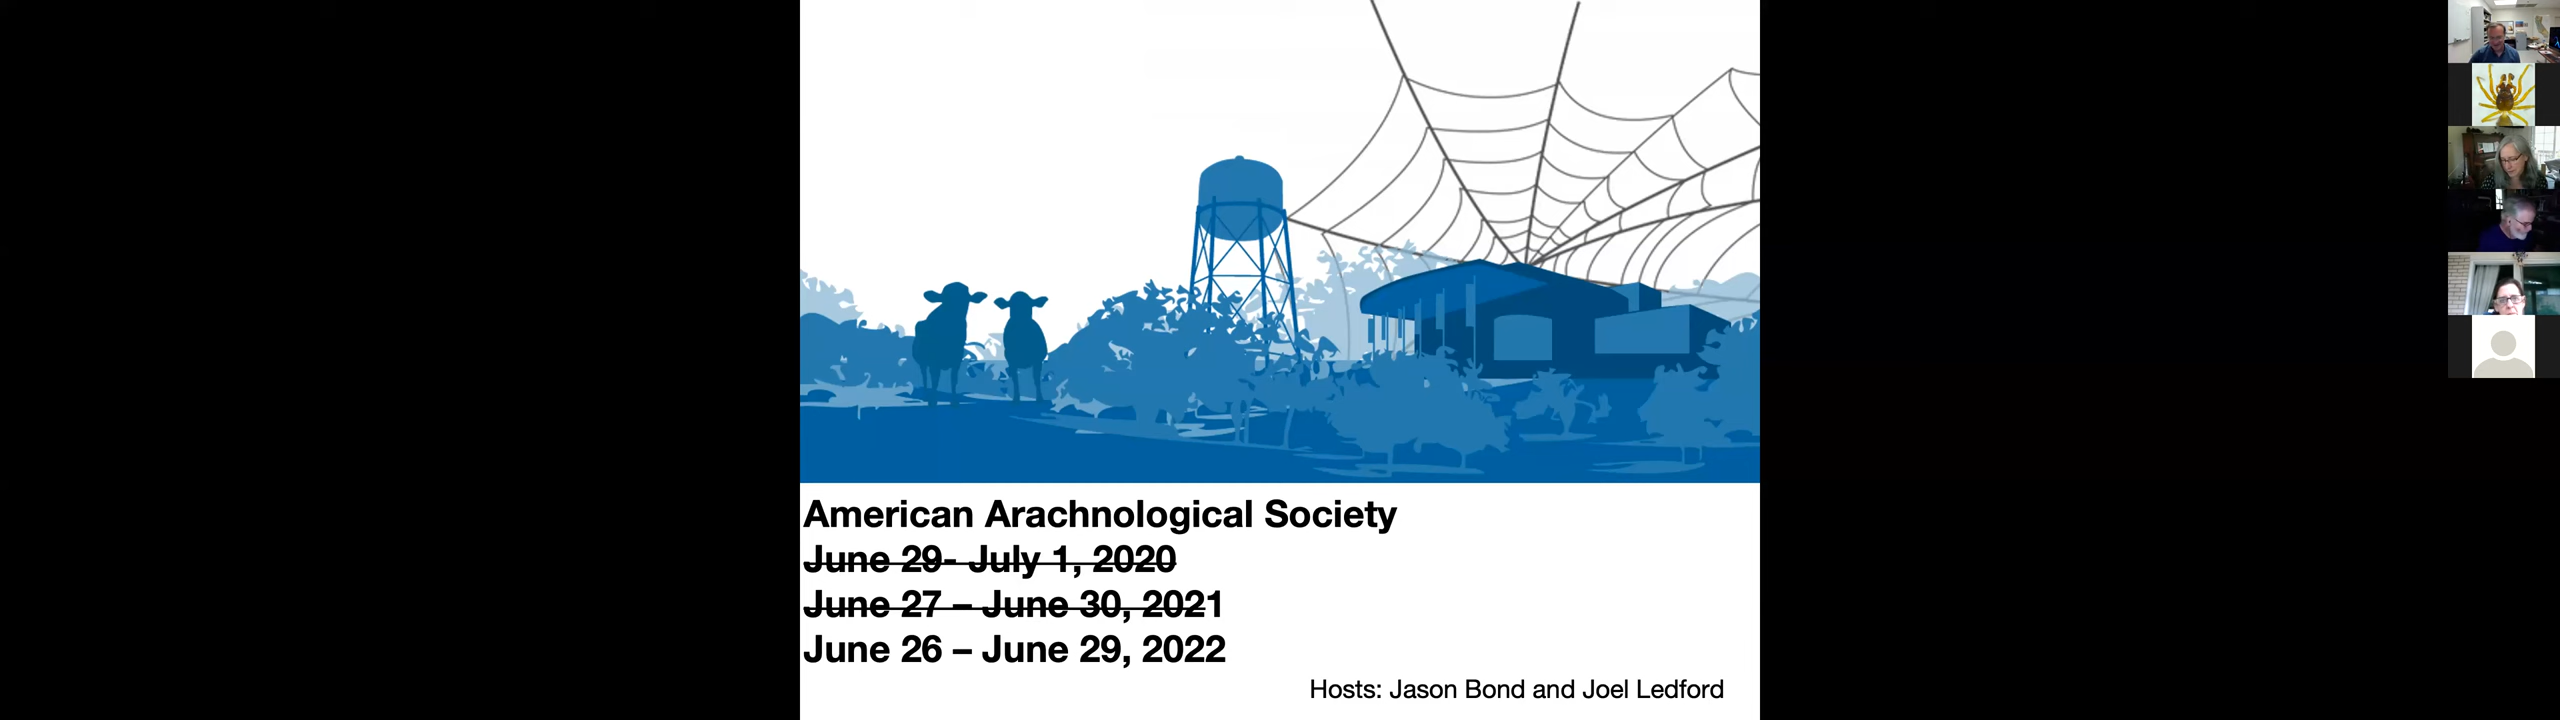 American Arachnological Society
June 29- July 1, 2020
June 27 – June 30, 2021
June 26 – June 29, 2022
Hosts: Jason Bond and Joel Ledford